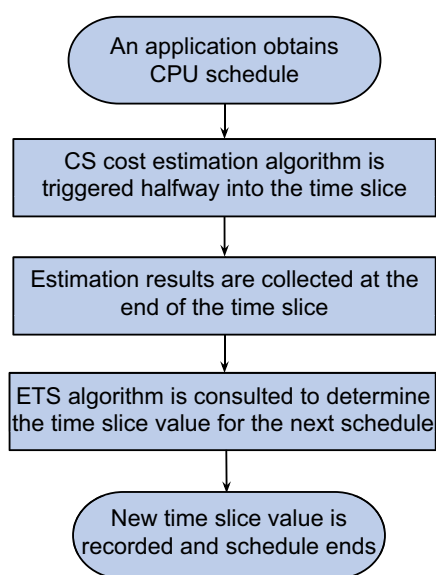 An application obtains
CPU schedule
CS cost estimation algorithm is
triggered halfway into the time slice
Estimation results are collected at the
end of the time slice
ETS algorithm is consulted to determine
the time slice value for the next schedule
New time slice value is
recorded and schedule ends